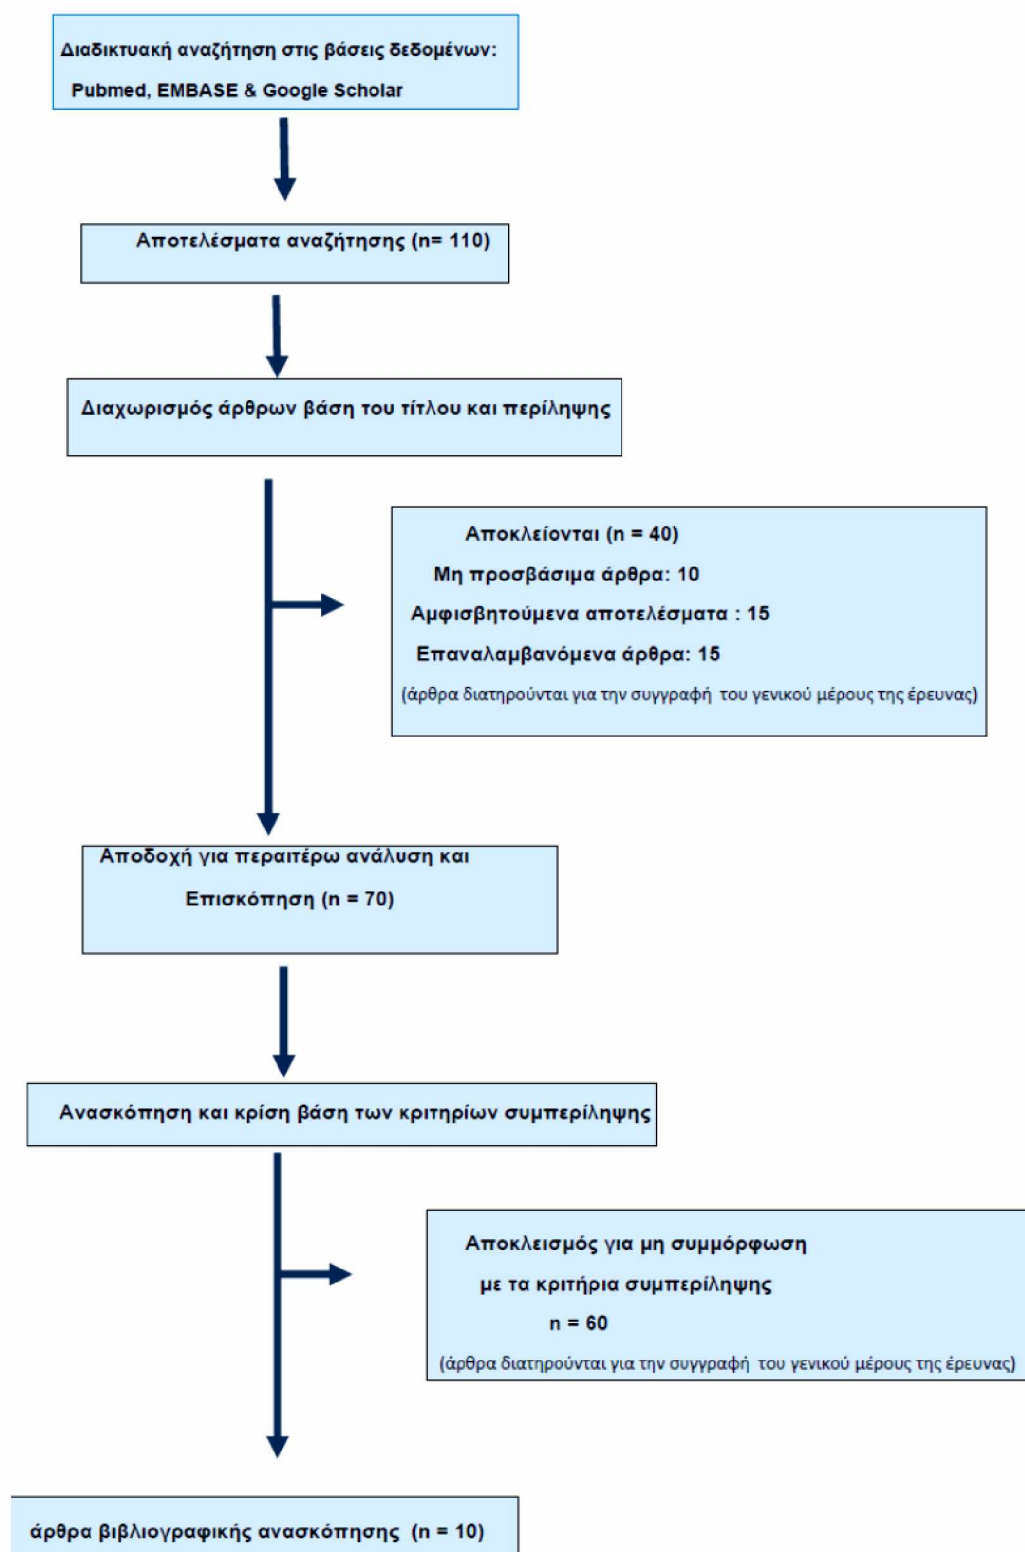 Διαδικτυακή αναζήτηση στις βάσεις δεδομένων:
Pubmed, EMBASE & Google Scholar
Αποτελέσματα αναζήτησης (n= 110)
Διαχωρισμός άρθρων βάση του τίτλου και περίληψης
Αποκλείονται (n = 40)
Μη προσβάσιμα άρθρα: 10
Αμφισβητούμενα αποτελέσματα : 15
Επαναλαμβανόμενα άρθρα: 15
(άρθρα διατηρούνται για την συγγραφή του γενικού μέρους της έρευνας)
Αποδοχή για περαιτέρω ανάλυση και
Επισκόπηση (n = 70)
Ανασκόπηση και κρίση βάση των κριτηρίων συμπερίληψης
Αποκλεισμός για μη συμμόρφωση
με τα κριτήρια συμπερίληψης
n = 60
(άρθρα διατηρούνται για την συγγραφή του γενικού μέρους της έρευνας)
άρθρα βιβλιογραφικής ανασκόπησης (n = 10)